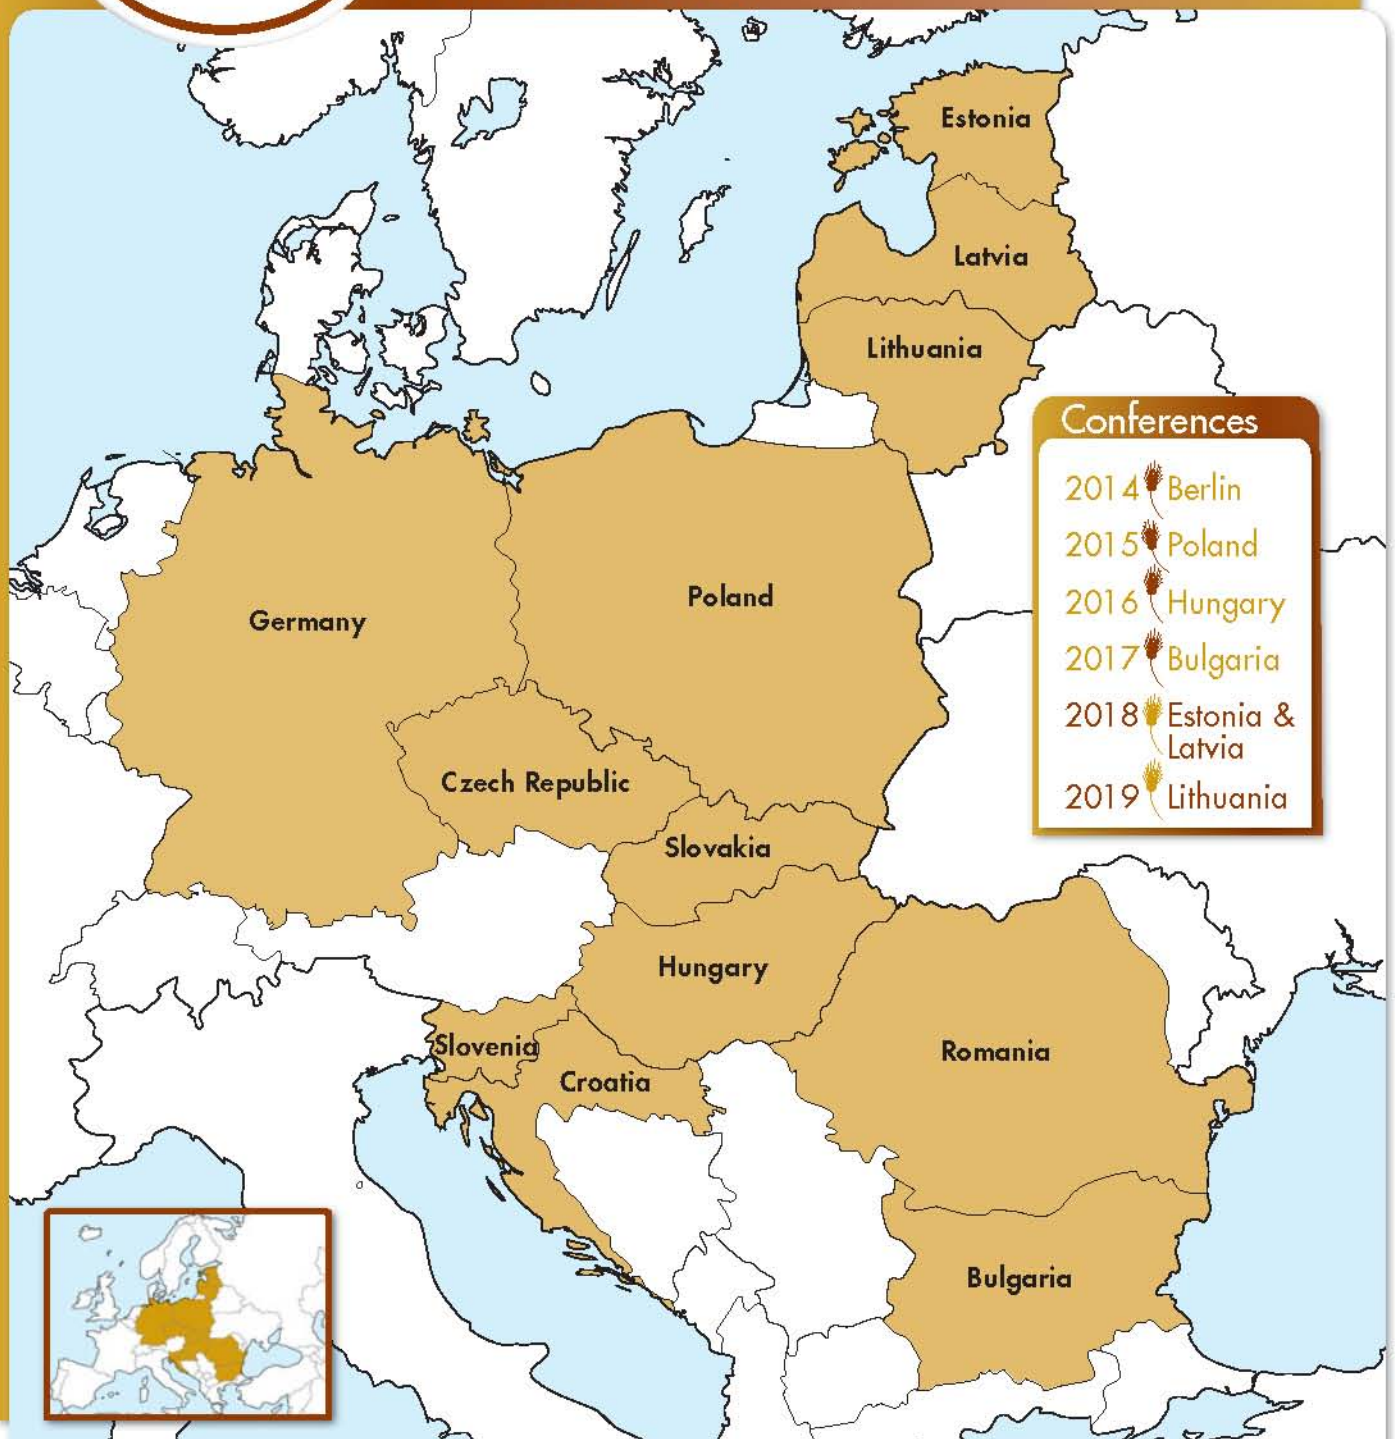 Estonia
Latvia
Lithuania
Conferences
2014 Berlin
2015 Poland
2016 Hungary
2017 Bulgaria
2018 Estonia &
Latvia
2019 Lithuania
Poland
Germany
Czech Republic
Slovakia
Hungary
Slovenia
Romania
Croatia
Bulgaria